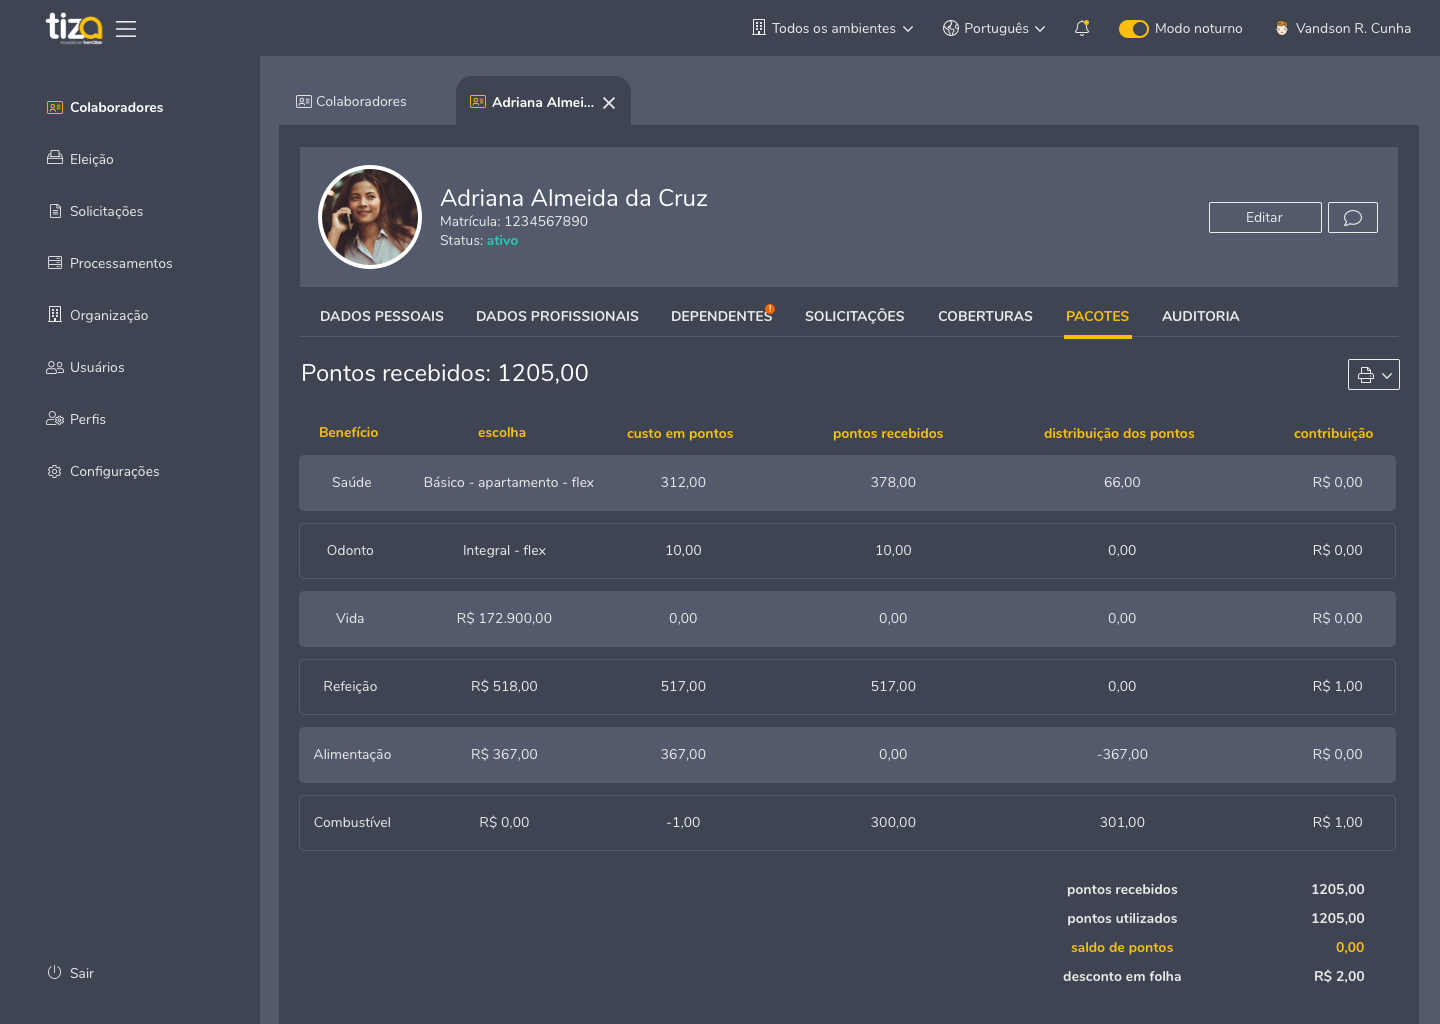 tiza
Todos os ambientes
Português
Modo noturno
Vandson R. Cunha
Colaboradores
Eleição
Solicitações
Processamentos
Organização
Usuários
Perfis
Configurações
Sair
Colaboradores
Adriana Almei...
Adriana Almeida da Cruz
Matrícula: 1234567890
Status: ativo
Editar
DADOS PESSOAIS DADOS PROFISSIONAIS DEPENDENTES ! SOLICITAÇÕES COBERTURAS PACOTES AUDITORIA
Pontos recebidos: 1205,00
Benefício escolha custo em pontos pontos recebidos distribuição dos pontos contribuição
Saúde Básico - apartamento - flex 312,00 378,00 66,00 R$ 0,00
Odonto Integral - flex 10,00 10,00 0,00 R$ 0,00
Vida R$ 172.900,00 0,00 0,00 0,00 R$ 0,00
Refeição R$ 518,00 517,00 517,00 0,00 R$ 1,00
Alimentação R$ 367,00 367,00 0,00 -367,00 R$ 0,00
Combustível R$ 0,00 -1,00 300,00 301,00 R$ 1,00
pontos recebidos 1205,00
pontos utilizados 1205,00
saldo de pontos 0,00
desconto em folha R$ 2,00